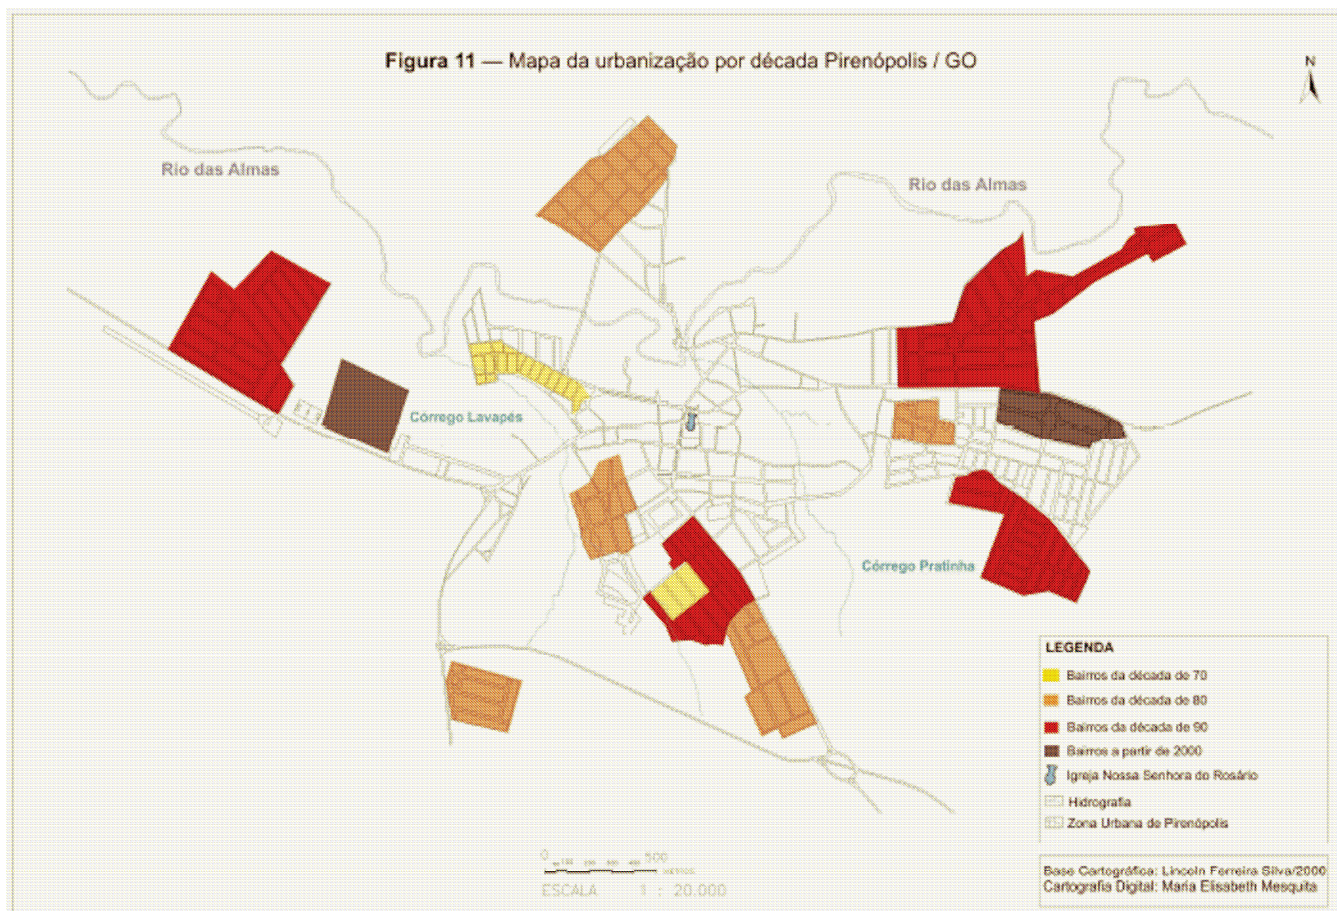 Figura 11 — Mapa da urbanização por década Pirenópolis / GO
N
Rio das Almas
Rio das Almas
Córrego Lavapés
Córrego Pratinha
LEGENDA
Bairros da década de 70
Bairros da década de 80
Bairros da década de 90
Bairros a partir de 2000
Igreja Nossa Senhora do Rosário
Hidrografia
Zona Urbana de Pirenópolis
0 500
ESCALA 1 : 20.000
Base Cartográfica: Lincoln Ferreira Silva/2000
Cartografia Digital: Maria Elisabeth Mesquita